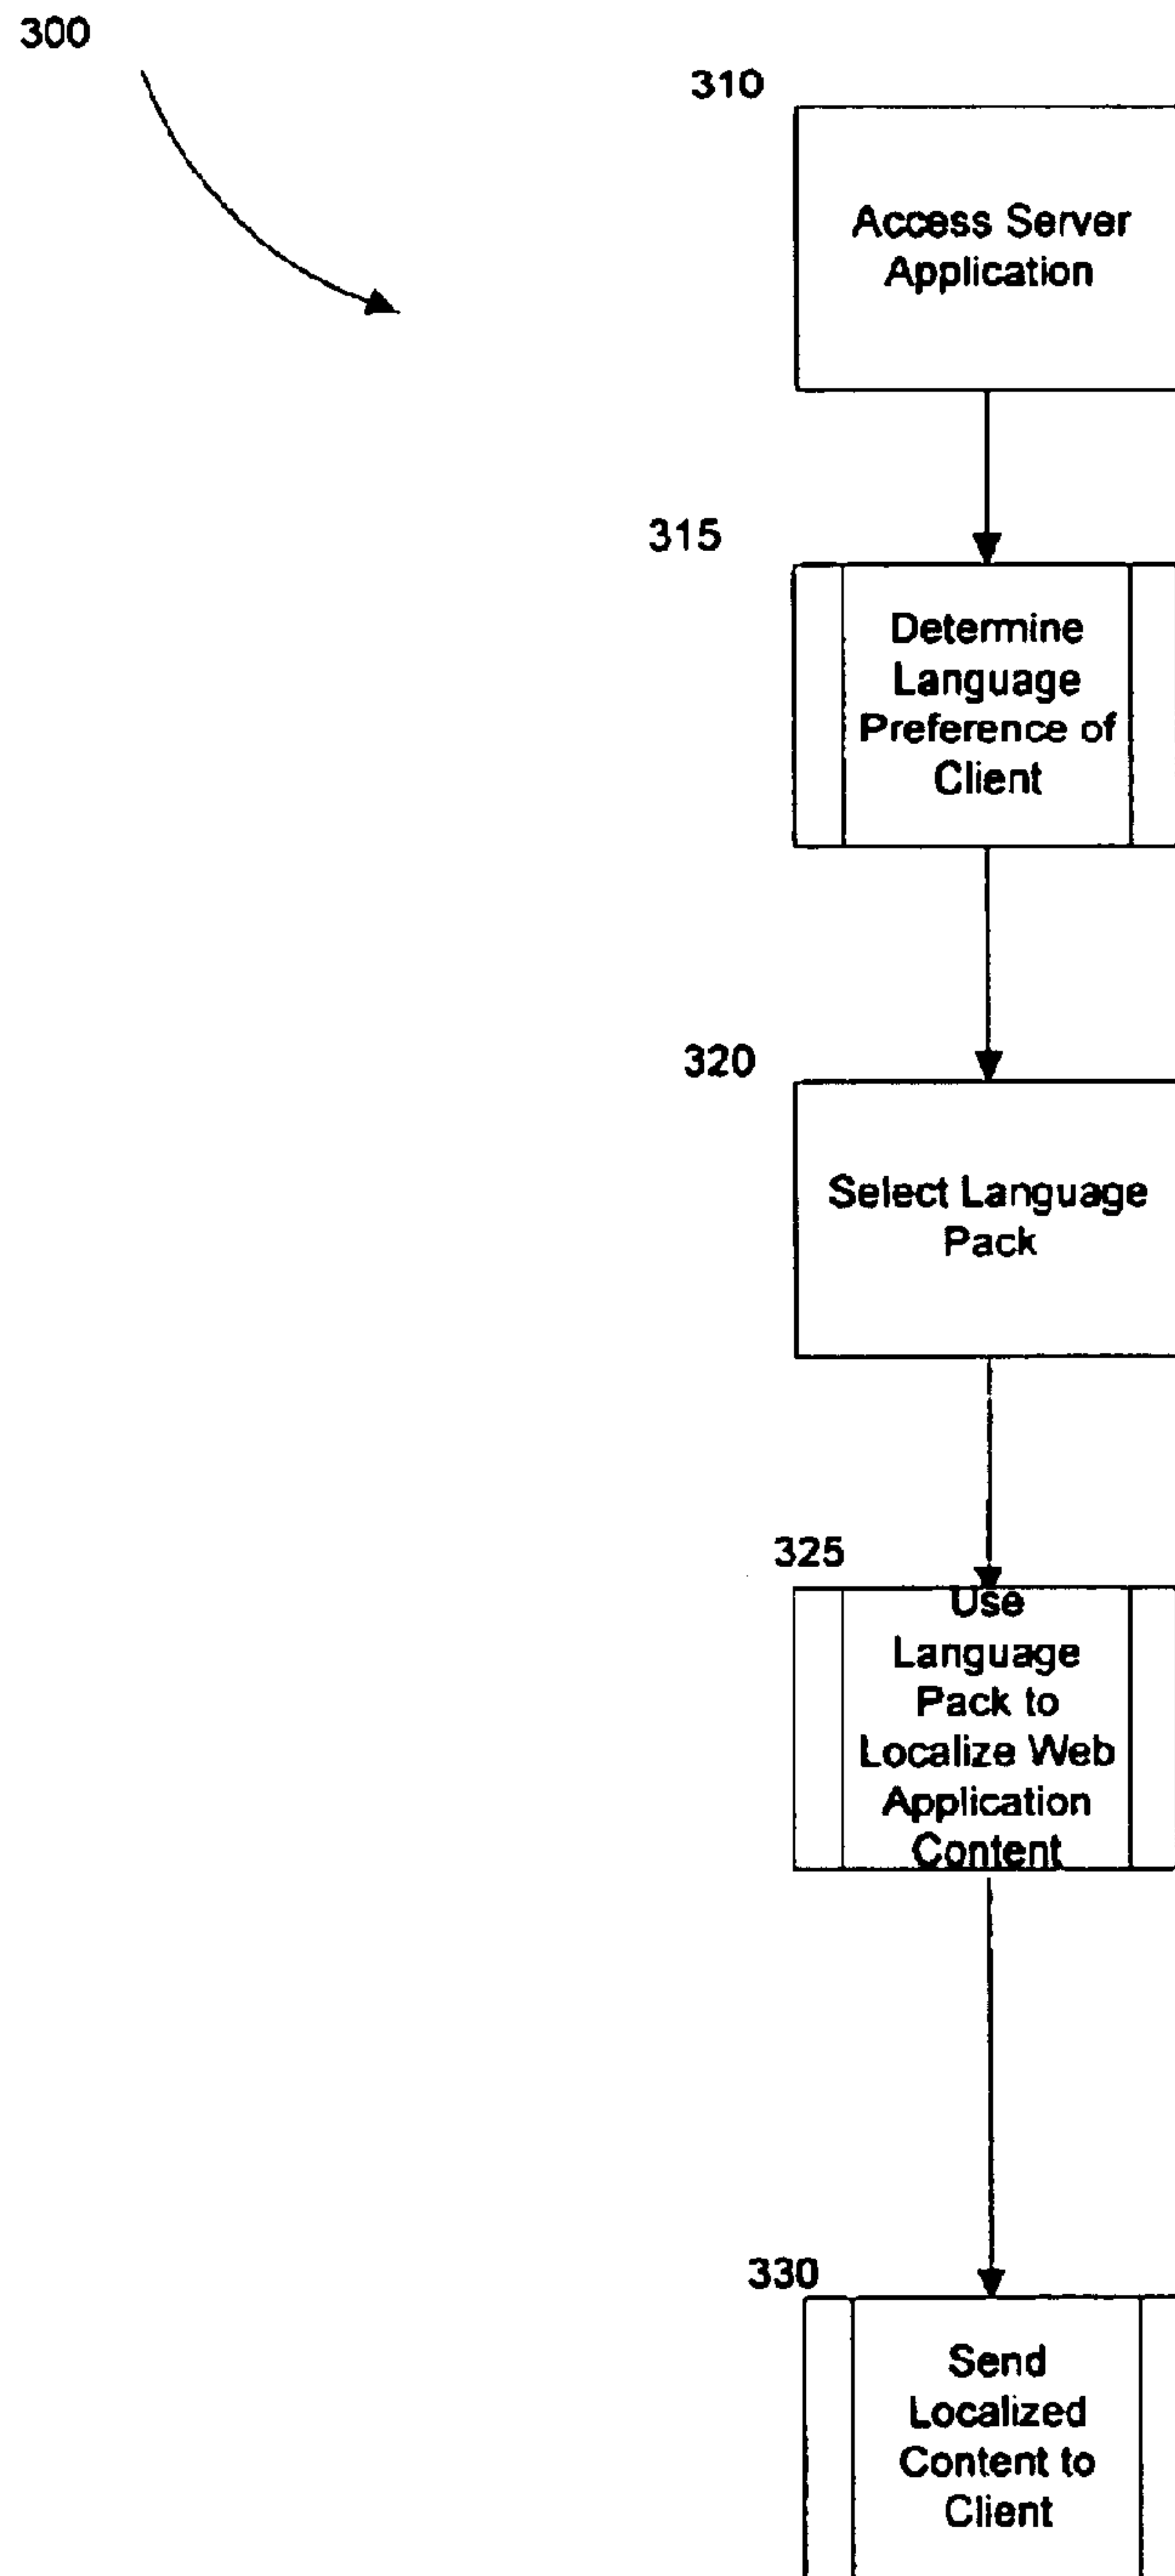 300
310
Access Server
Application
315
Determine
Language
Preference of
Client
320
Select Language
Pack
325
Use
Language
Pack to
Localize Web
Application
Content
330
Send
Localized
Content to
Client